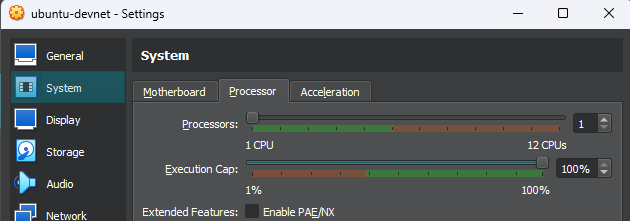 ubuntu-devnet - Settings
General
System
Display
Storage
Audio
Network
System
Motherboard Processor Acceleration
Processors: 1
1 CPU 12 CPUs
Execution Cap: 100%
1% 100%
Extended Features: Enable PAE/NX